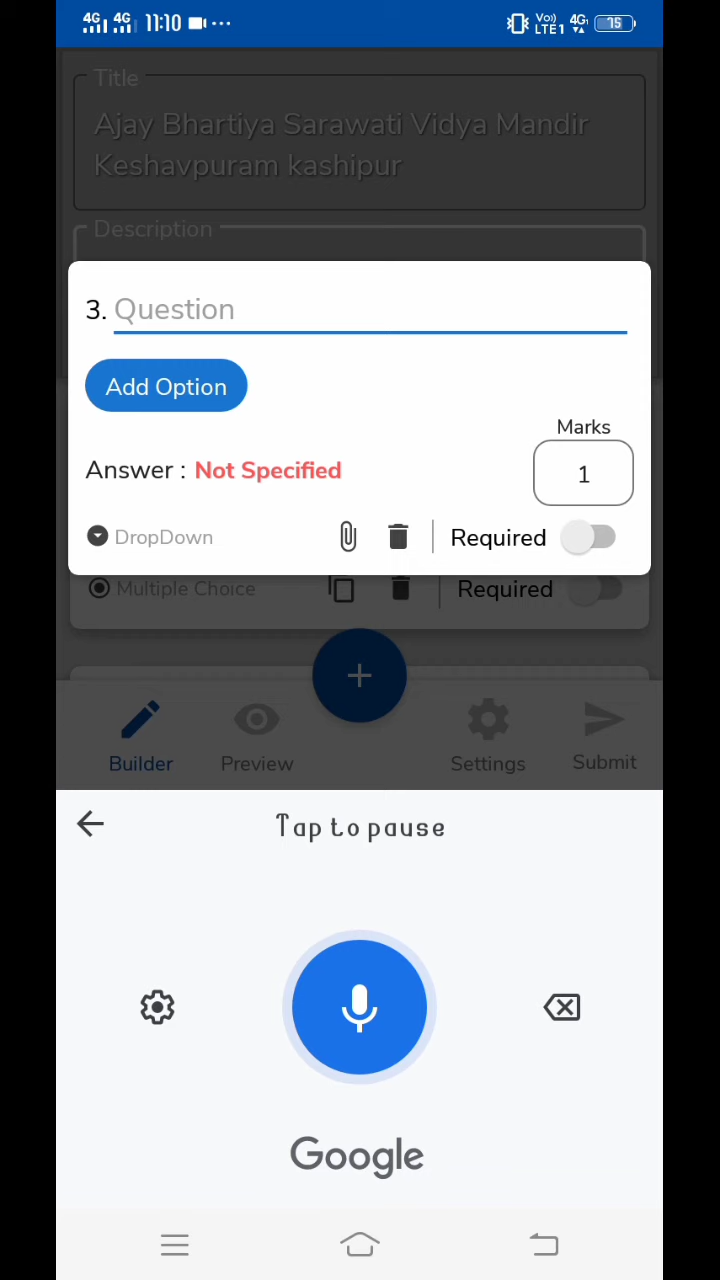 4G 4G 11:10 Vo)) LTE1 4G 75
Title
Ajay Bhartiya Sarawati Vidya Mandir
Keshavpuram kashipur
Description
3. Question
Add Option
Marks
Answer : Not Specified 1
DropDown Required
Multiple Choice Required
Builder Preview Settings Submit
Tap to pause
Google